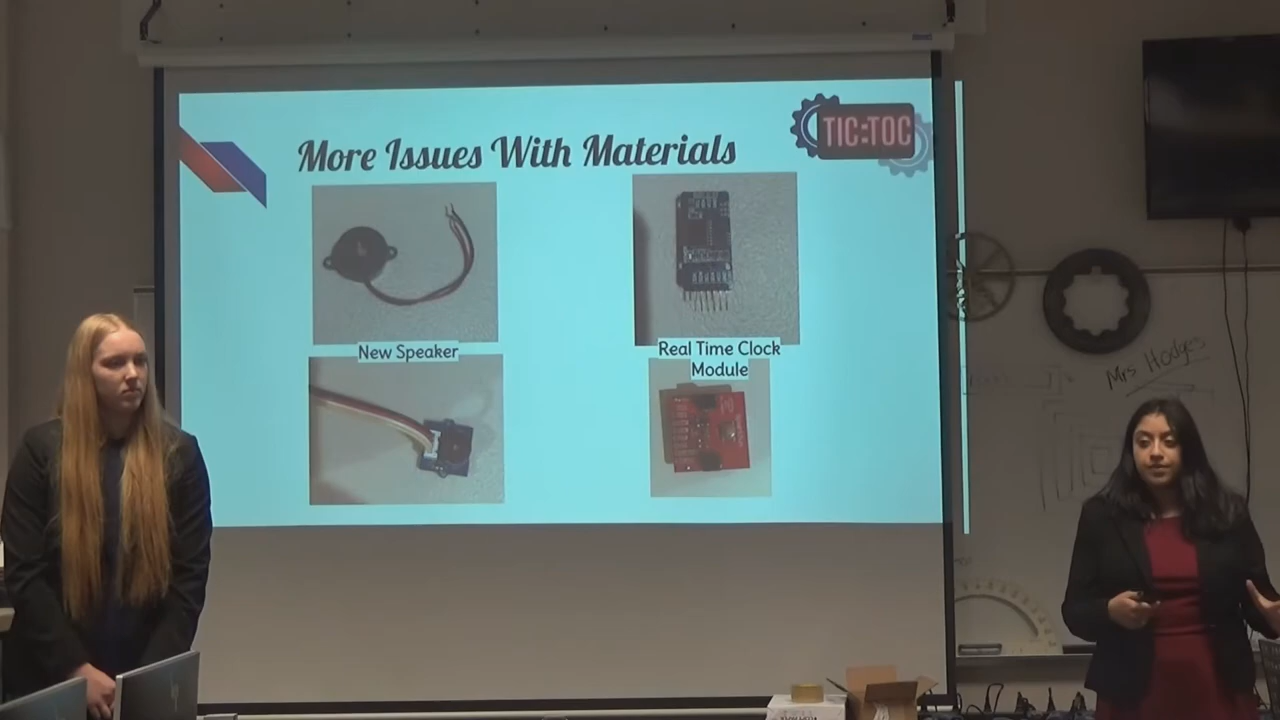 More Issues With Materials
TIC:TOC
New Speaker
Real Time Clock
Module
Mrs Hodges